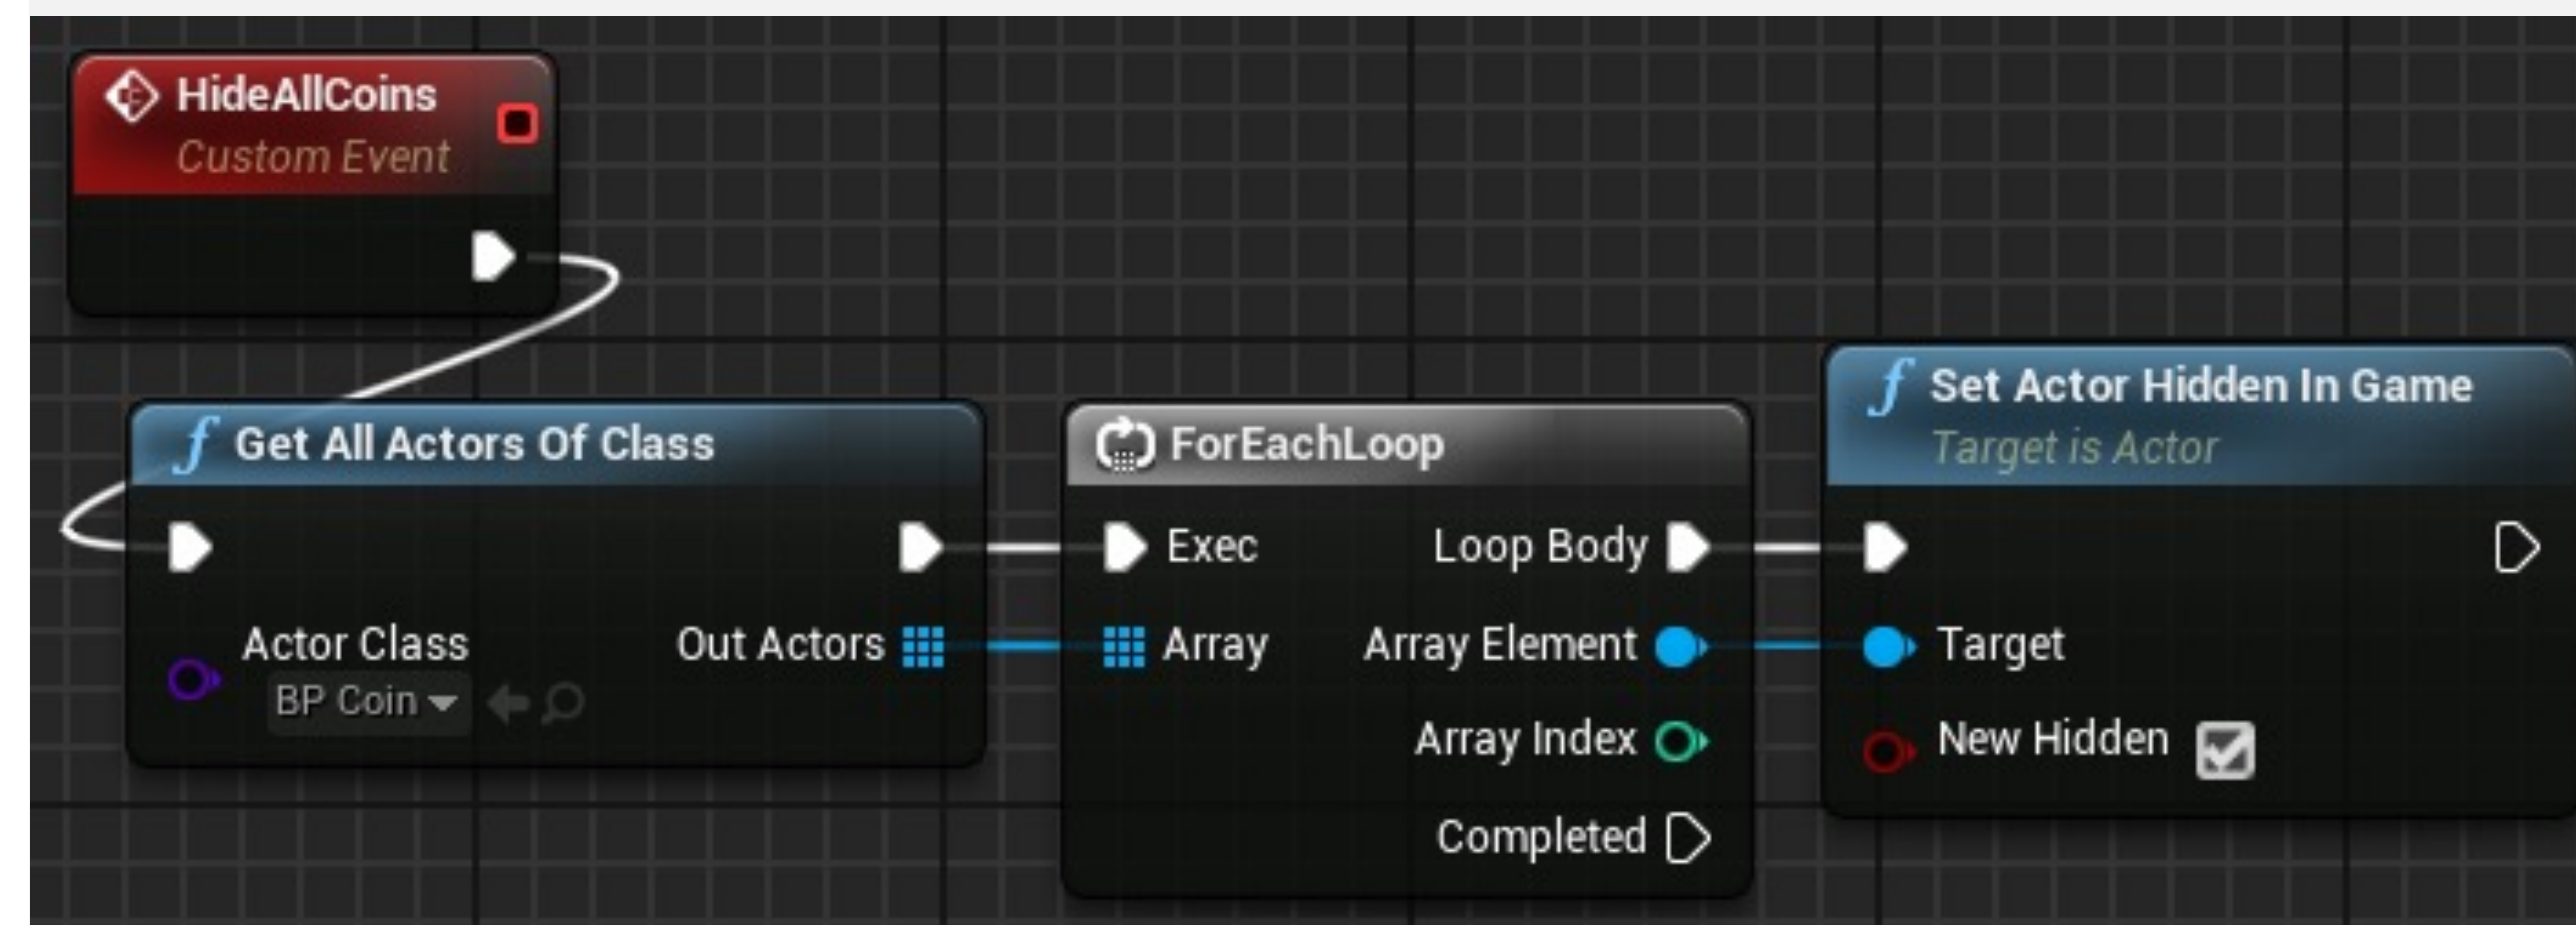 HideAllCoins
Custom Event
Get All Actors Of Class
Actor Class
BP Coin
Out Actors
ForEachLoop
Exec
Loop Body
Array
Array Element
Array Index
Completed
Set Actor Hidden In Game
Target is Actor
Target
New Hidden